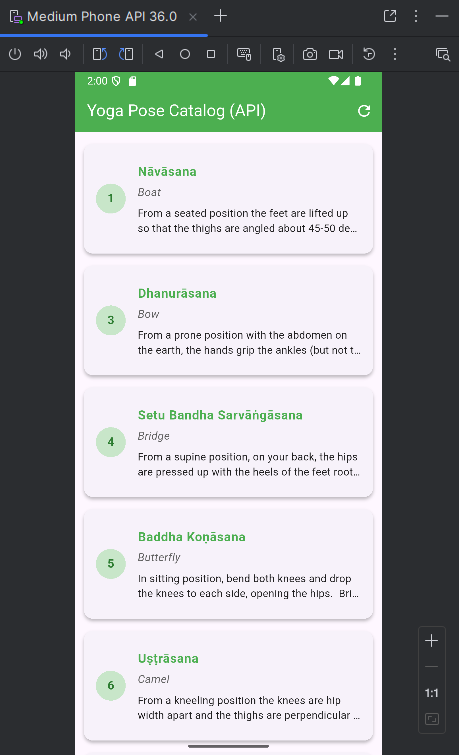 Medium Phone API 36.0
2:00
Yoga Pose Catalog (API)
1
Nāvāsana
Boat
From a seated position the feet are lifted up
so that the thighs are angled about 45-50 de...
3
Dhanurāsana
Bow
From a prone position with the abdomen on
the earth, the hands grip the ankles (but not t...
4
Setu Bandha Sarvāṅgāsana
Bridge
From a supine position, on your back, the hips
are pressed up with the heels of the feet root...
5
Baddha Koṇāsana
Butterfly
In sitting position, bend both knees and drop
the knees to each side, opening the hips.  Bri...
6
Uṣṭrāsana
Camel
From a kneeling position the knees are hip
width apart and the thighs are perpendicular ...
1:1